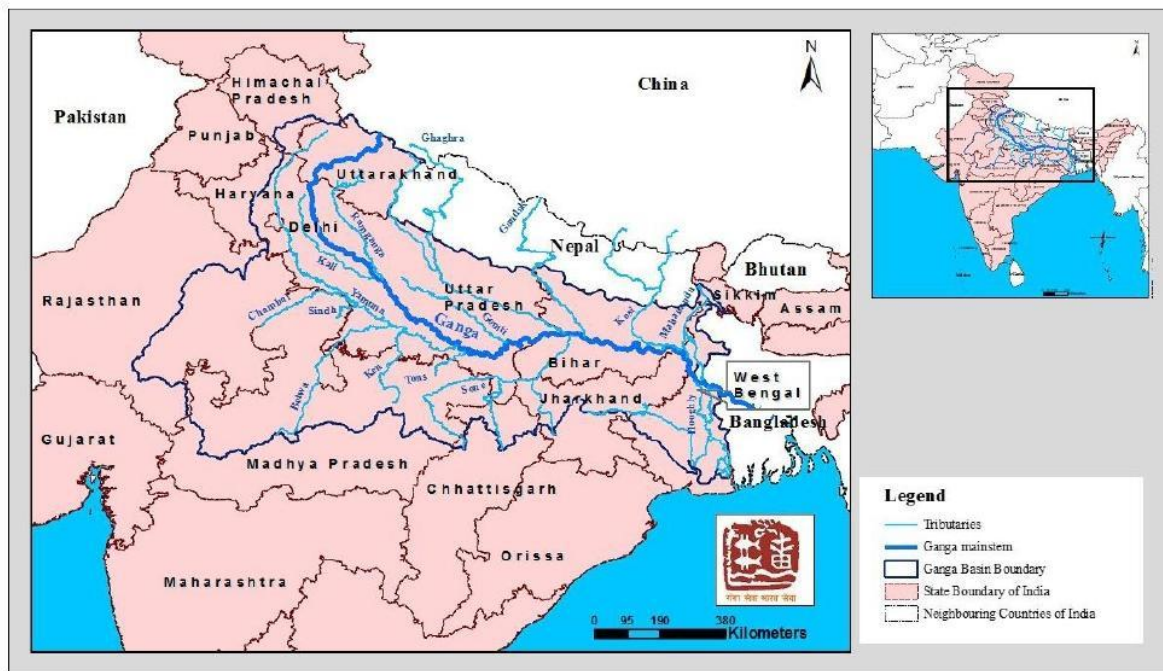 N
China
Himachal
Pradesh
Pakistan
Punjab
Ghaghra
Uttarakhand
Haryana
Delhi
Ramganga
Gandak
Nepal
Bhutan
Kali
Uttar
Pradesh
Rajasthan
Chambal
Sindh
Yamuna
Ganga
Gomti
Kosi
Mahananda
Sikkim
Assam
Bihar
Ken
Tons
Sone
Betwa
Jharkhand
West
Bengal
Hooghly
Bangladesh
Gujarat
Madhya Pradesh
Chhattisgarh
Orissa
Maharashtra
0 95 190 380
Kilometers
Legend
Tributaries
Ganga mainstem
Ganga Basin Boundary
State Boundary of India
Neighbouring Countries of India